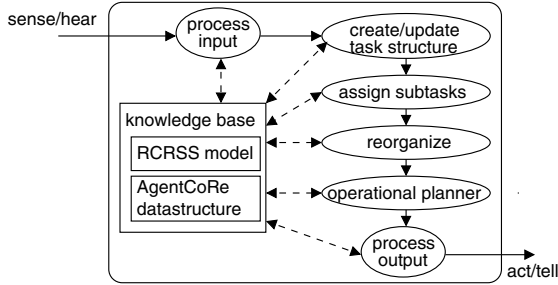 sense/hear
process
input
create/update
task structure
assign subtasks
knowledge base
RCRSS model
reorganize
AgentCoRe
datastructure
operational planner
process
output
act/tell